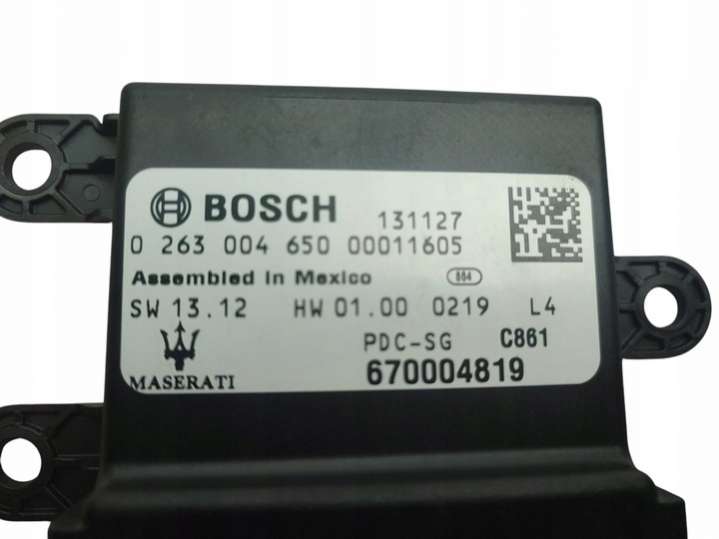 BOSCH 131127
0 263 004 650 00011605
Assembled in Mexico 864
SW 13.12 HW 01.00 0219 L4
PDC-SG C861
MASERATI 670004819